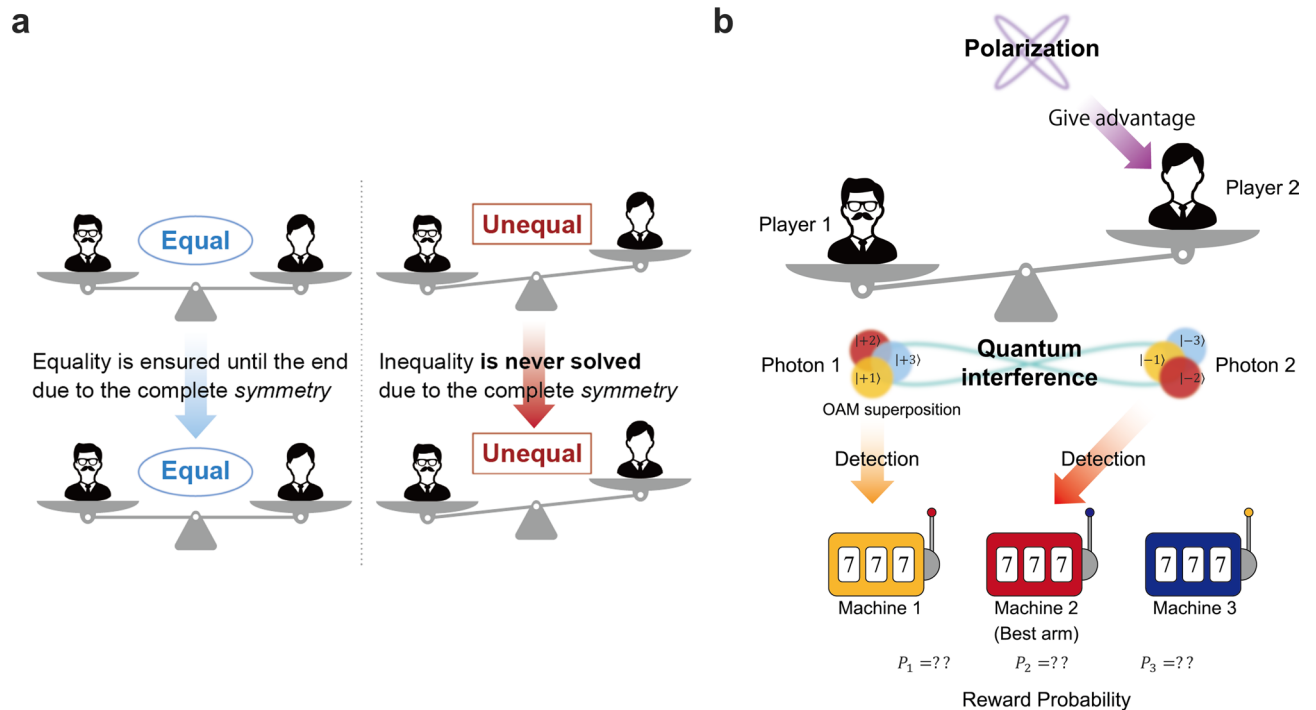 a
Equal
Unequal
Equality is ensured until the end
due to the complete symmetry
Inequality is never solved
due to the complete symmetry
Equal
Unequal
b
Polarization
Give advantage
Player 1
Player 2
Photon 1
|+2⟩
|+3⟩
|+1⟩
OAM superposition
Quantum
interference
|−3⟩
|−1⟩
|−2⟩
Photon 2
Detection
Detection
7 7 7
7 7 7
7 7 7
Machine 1
Machine 2
(Best arm)
Machine 3
P₁ =??
P₂ =??
P₃ =??
Reward Probability